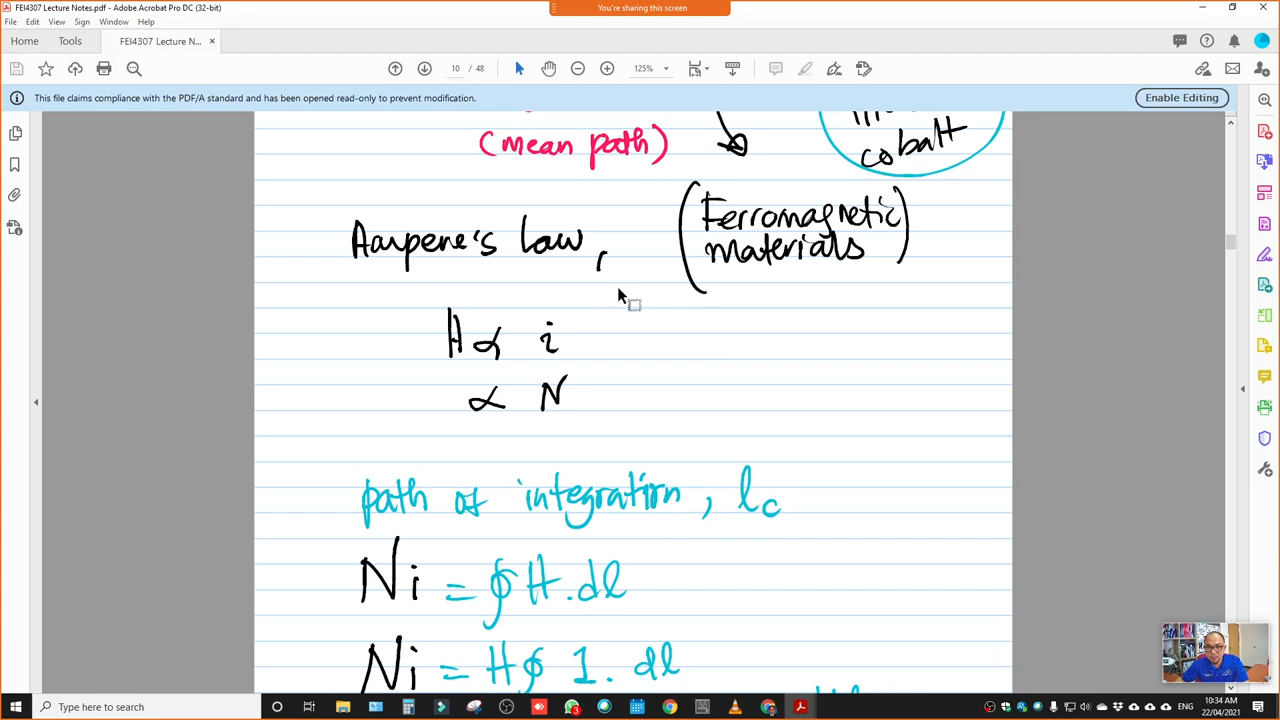 FEI4307 Lecture Notes.pdf - Adobe Acrobat Pro DC (32-bit)
You're sharing this screen
File Edit View Sign Window Help
Home Tools FEI4307 Lecture N... ×
10 / 48 125%
This file claims compliance with the PDF/A standard and has been opened read-only to prevent modification. Enable Editing
cobalt
(mean path)
(Ferromagnetic
materials)
Aampere's Law,
H ∝ i
∝ N
path of integration, lc
Ni = ∮H.dl
Ni = H∮ 1. dl
Type here to search
3
ENG
10:34 AM
22/04/2021